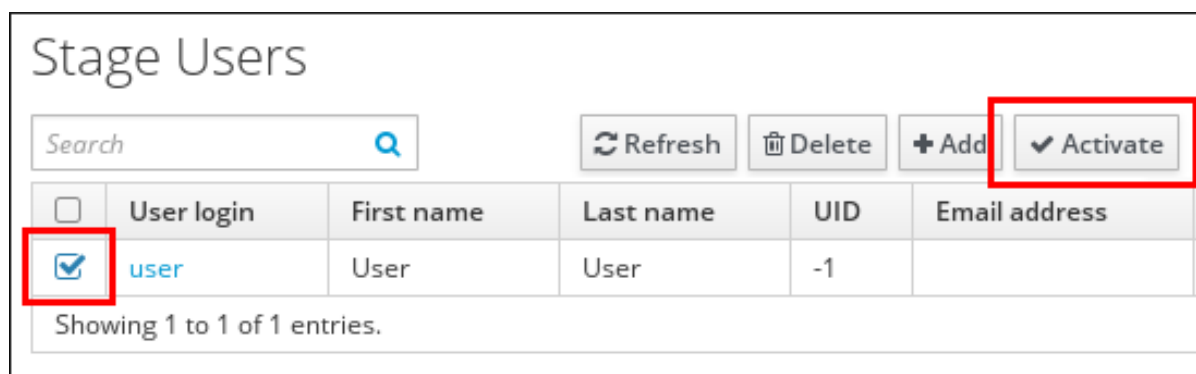 Stage Users
Search Refresh Delete Add Activate
User login First name Last name UID Email address
user User User -1
Showing 1 to 1 of 1 entries.